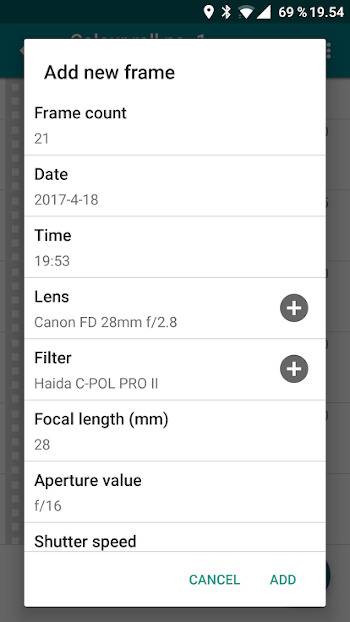 69 % 19.54
Add new frame
Frame count
21
Date
2017-4-18
Time
19:53
Lens
Canon FD 28mm f/2.8
Filter
Haida C-POL PRO II
Focal length (mm)
28
Aperture value
f/16
Shutter speed
CANCEL ADD